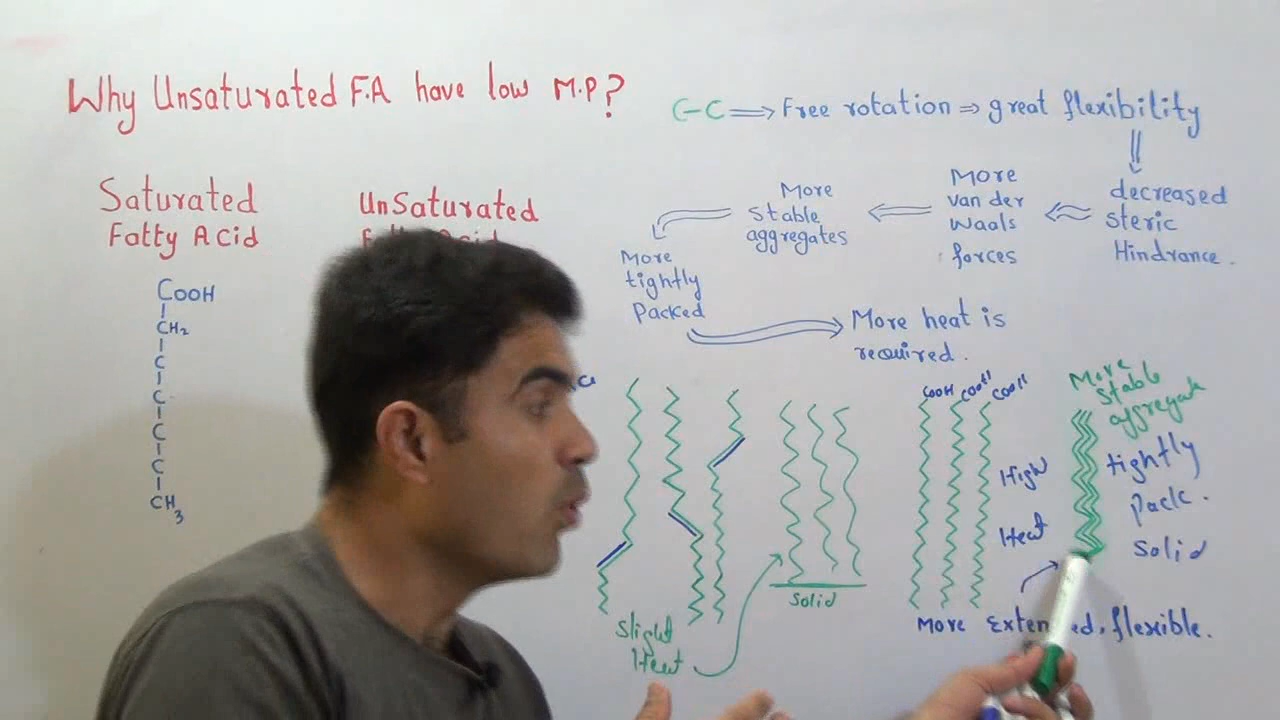 Why Unsaturated F.A have low M.P?
C-C ⟹ Free rotation ⇒ great flexibility
decreased
steric
Hindrance.
More
van der
Waals
forces
More
stable
aggregates
More
tightly
Packed
More heat is
required.
Saturated
Fatty Acid
UnSaturated
Fatty Acid
COOH
CH2
C
C
C
C
CH3
Slight
Heat
Solid
COOH COOH COOH
High
Heat
More
Stable
aggregate
tightly
pack.
Solid
More flexible.